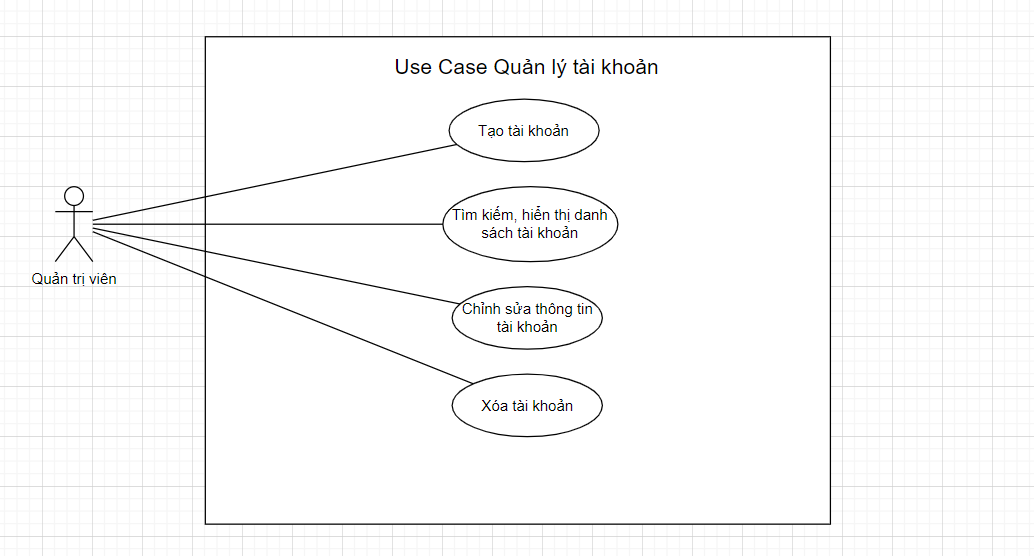 Use Case Quản lý tài khoản
Tạo tài khoản
Tìm kiếm, hiển thị danh
sách tài khoản
Quản trị viên
Chỉnh sửa thông tin
tài khoản
Xóa tài khoản